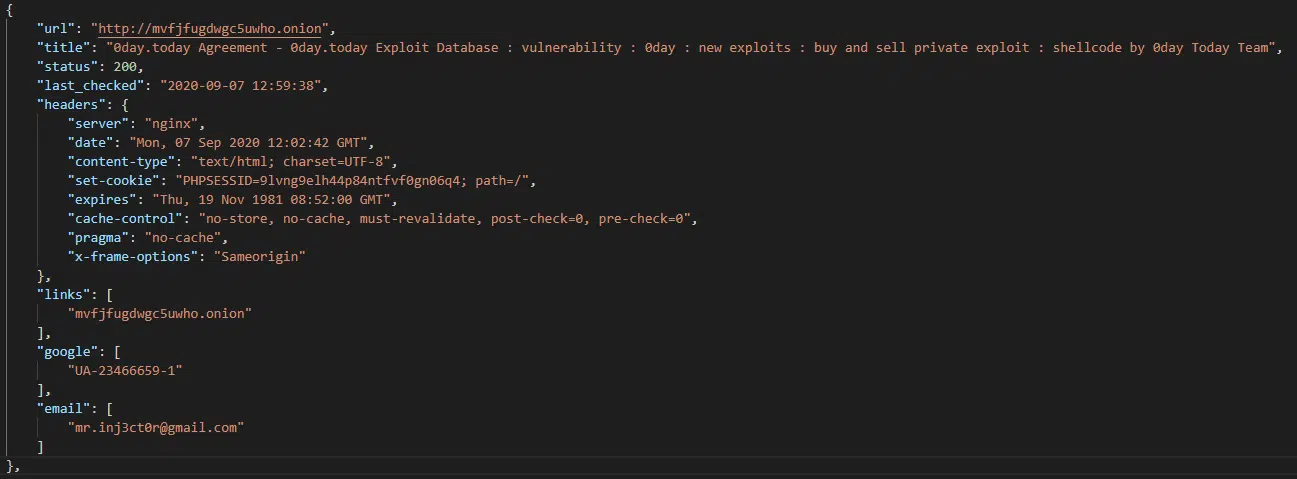 {
"url": "http://mvfjfugdwgc5uwho.onion",
"title": "0day.today Agreement - 0day.today Exploit Database : vulnerability : 0day : new exploits : buy and sell private exploit : shellcode by 0day Today Team",
"status": 200,
"last_checked": "2020-09-07 12:59:38",
"headers": {
"server": "nginx",
"date": "Mon, 07 Sep 2020 12:02:42 GMT",
"content-type": "text/html; charset=UTF-8",
"set-cookie": "PHPSESSID=9lvng9elh44p84ntfvf0gn06q4; path=/",
"expires": "Thu, 19 Nov 1981 08:52:00 GMT",
"cache-control": "no-store, no-cache, must-revalidate, post-check=0, pre-check=0",
"pragma": "no-cache",
"x-frame-options": "Sameorigin"
},
"links": [
"mvfjfugdwgc5uwho.onion"
],
"google": [
"UA-23466659-1"
],
"email": [
"mr.inj3ct0r@gmail.com"
]
},